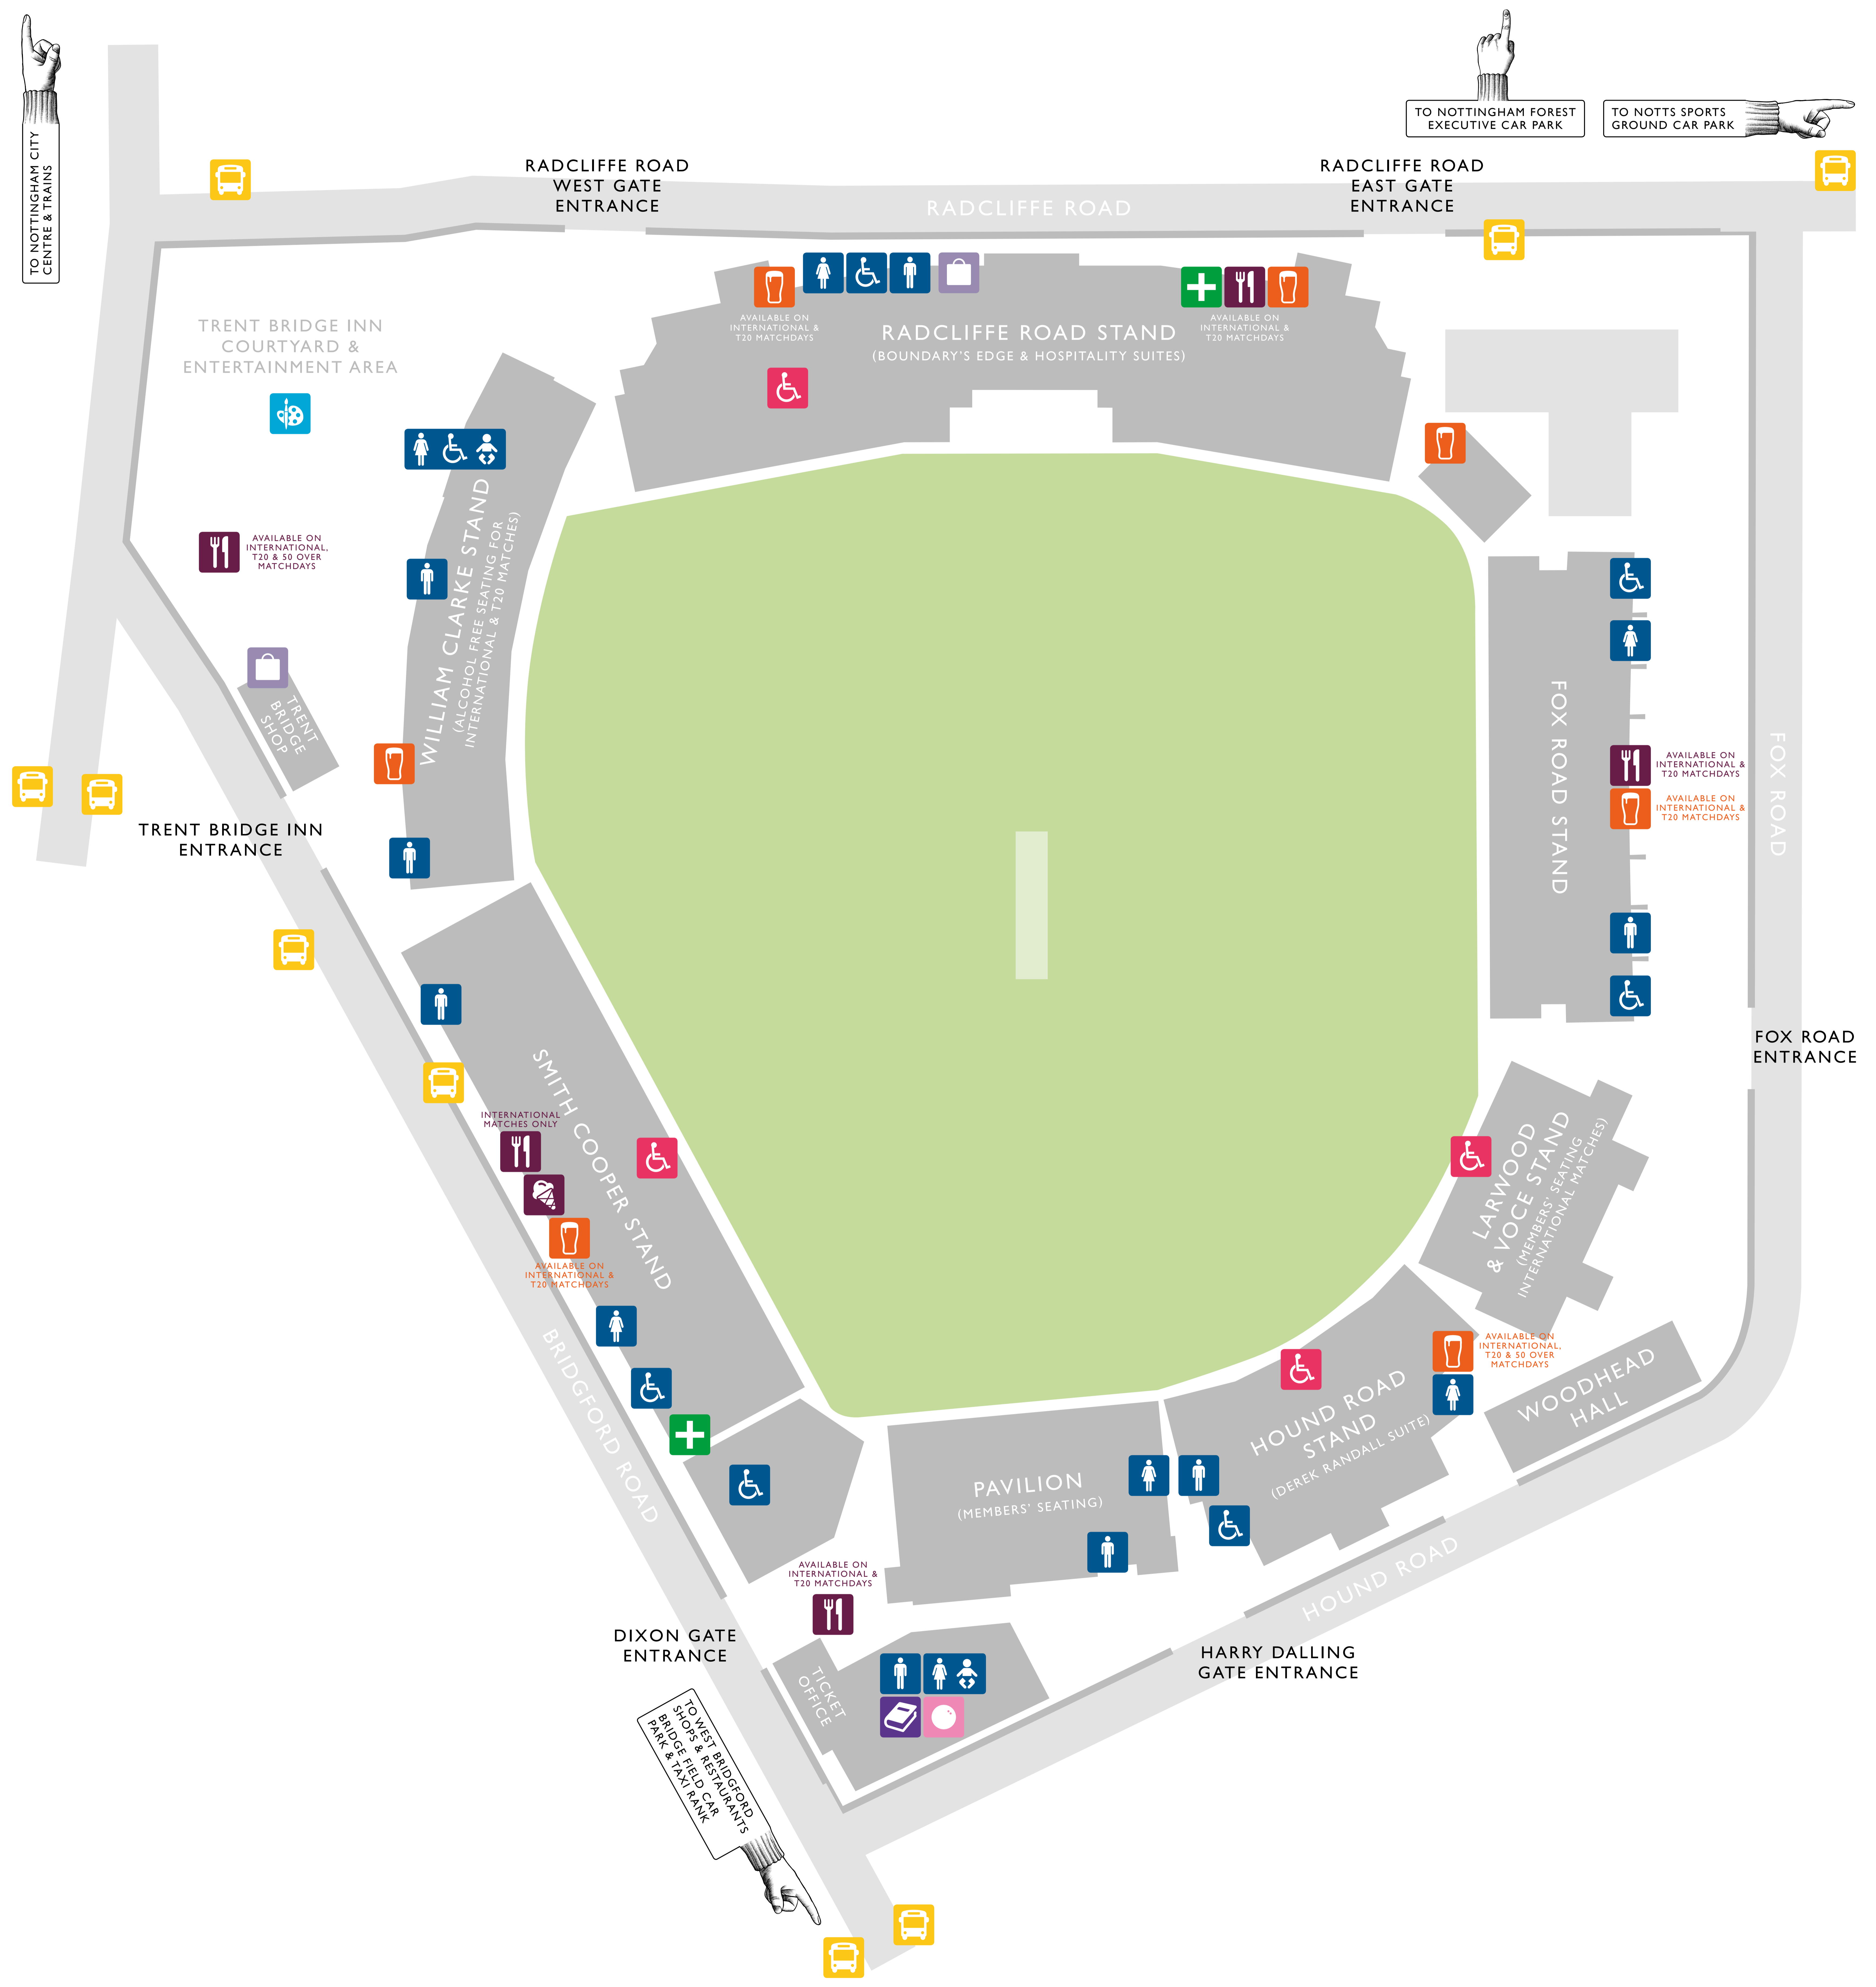 TO NOTTINGHAM CITY
CENTRE & TRAINS
TO NOTTINGHAM FOREST
EXECUTIVE CAR PARK
TO NOTTS SPORTS
GROUND CAR PARK
RADCLIFFE ROAD
WEST GATE
ENTRANCE
RADCLIFFE ROAD
RADCLIFFE ROAD
EAST GATE
ENTRANCE
TRENT BRIDGE INN
COURTYARD &
ENTERTAINMENT AREA
AVAILABLE ON
INTERNATIONAL &
T20 MATCHDAYS
RADCLIFFE ROAD STAND
(BOUNDARY'S EDGE & HOSPITALITY SUITES)
AVAILABLE ON
INTERNATIONAL &
T20 MATCHDAYS
AVAILABLE ON
INTERNATIONAL,
T20 & 50 OVER
MATCHDAYS
WILLIAM CLARKE STAND
(ALCOHOL FREE SEATING FOR
INTERNATIONAL & T20 MATCHES)
TRENT
BRIDGE
SHOP
TRENT BRIDGE INN
ENTRANCE
FOX ROAD STAND
AVAILABLE ON
INTERNATIONAL &
T20 MATCHDAYS
AVAILABLE ON
INTERNATIONAL &
T20 MATCHDAYS
FOX ROAD
FOX ROAD
ENTRANCE
SMITH COOPER STAND
INTERNATIONAL
MATCHES ONLY
AVAILABLE ON
INTERNATIONAL &
T20 MATCHDAYS
BRIDGFORD ROAD
LARWOOD
& VOCE STAND
(MEMBERS' SEATING
INTERNATIONAL MATCHES)
AVAILABLE ON
INTERNATIONAL,
T20 & 50 OVER
MATCHDAYS
WOODHEAD
HALL
HOUND ROAD
STAND
(DEREK RANDALL SUITE)
PAVILION
(MEMBERS' SEATING)
AVAILABLE ON
INTERNATIONAL &
T20 MATCHDAYS
HOUND ROAD
DIXON GATE
ENTRANCE
HARRY DALLING
GATE ENTRANCE
TICKET
OFFICE
TO WEST BRIDGFORD
SHOPS & RESTAURANTS
BRIDGE FIELD CAR
PARK & TAXI RANK